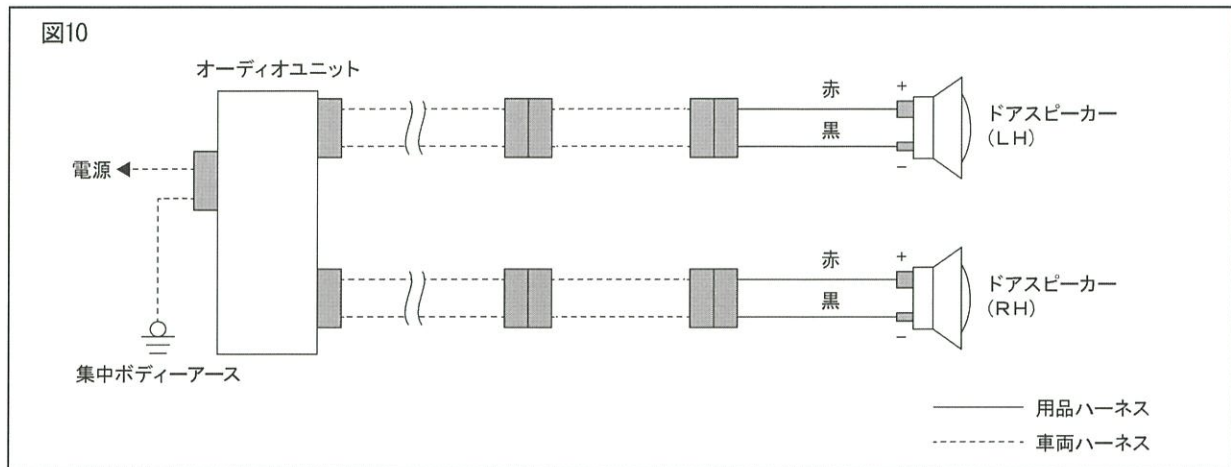 図10
オーディオユニット
電源
集中ボディーアース
赤
黒
+
−
ドアスピーカー
(LH)
赤
黒
+
−
ドアスピーカー
(RH)
用品ハーネス
車両ハーネス